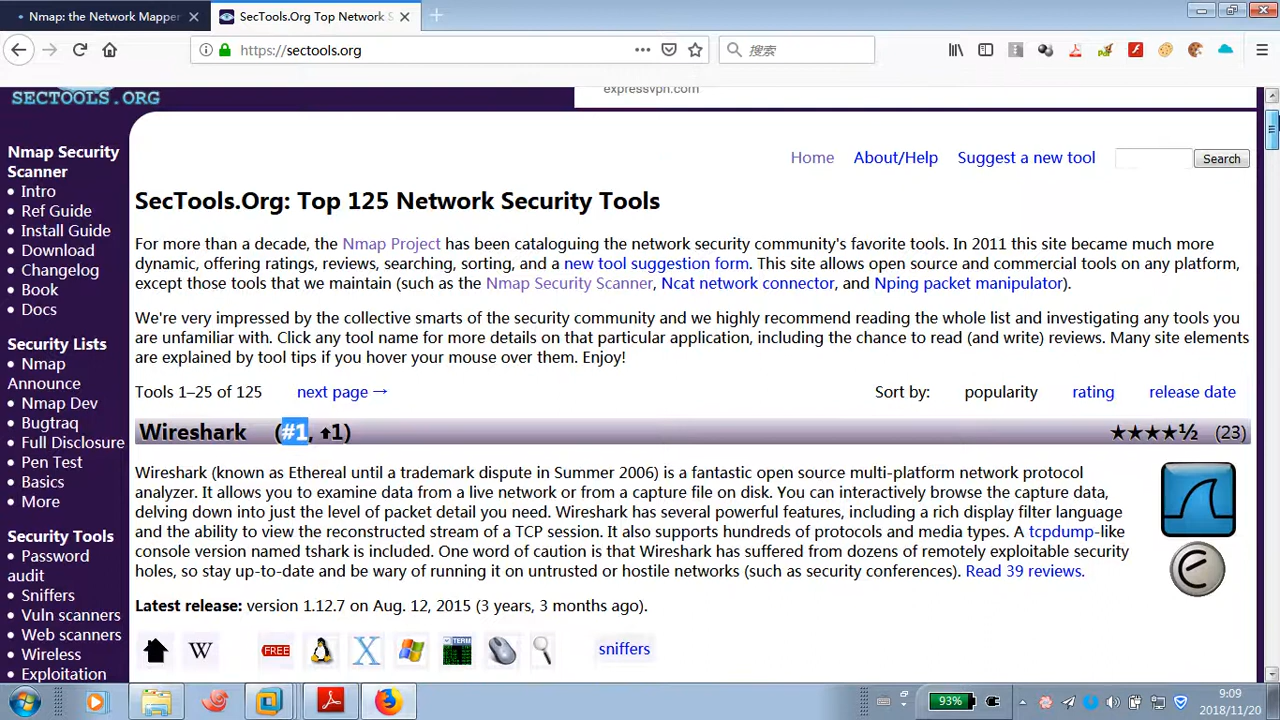 Nmap: the Network Mapper
SecTools.Org Top Network S
https://sectools.org
搜索
SECTOOLS.ORG
expressvpn.com
Nmap Security
Scanner
Intro
Ref Guide
Install Guide
Download
Changelog
Book
Docs
Security Lists
Nmap
Announce
Nmap Dev
Bugtraq
Full Disclosure
Pen Test
Basics
More
Security Tools
Password
audit
Sniffers
Vuln scanners
Web scanners
Wireless
Exploitation
Home About/Help Suggest a new tool Search
SecTools.Org: Top 125 Network Security Tools
For more than a decade, the Nmap Project has been cataloguing the network security community's favorite tools. In 2011 this site became much more
dynamic, offering ratings, reviews, searching, sorting, and a new tool suggestion form. This site allows open source and commercial tools on any platform,
except those tools that we maintain (such as the Nmap Security Scanner, Ncat network connector, and Nping packet manipulator).
We're very impressed by the collective smarts of the security community and we highly recommend reading the whole list and investigating any tools you
are unfamiliar with. Click any tool name for more details on that particular application, including the chance to read (and write) reviews. Many site elements
are explained by tool tips if you hover your mouse over them. Enjoy!
Tools 1–25 of 125 next page → Sort by: popularity rating release date
Wireshark (#1, ↑1) ★★★★½ (23)
Wireshark (known as Ethereal until a trademark dispute in Summer 2006) is a fantastic open source multi-platform network protocol
analyzer. It allows you to examine data from a live network or from a capture file on disk. You can interactively browse the capture data,
delving down into just the level of packet detail you need. Wireshark has several powerful features, including a rich display filter language
and the ability to view the reconstructed stream of a TCP session. It also supports hundreds of protocols and media types. A tcpdump-like
console version named tshark is included. One word of caution is that Wireshark has suffered from dozens of remotely exploitable security
holes, so stay up-to-date and be wary of running it on untrusted or hostile networks (such as security conferences). Read 39 reviews.
Latest release: version 1.12.7 on Aug. 12, 2015 (3 years, 3 months ago).
W FREE X TERM sniffers
93%
9:09
2018/11/20